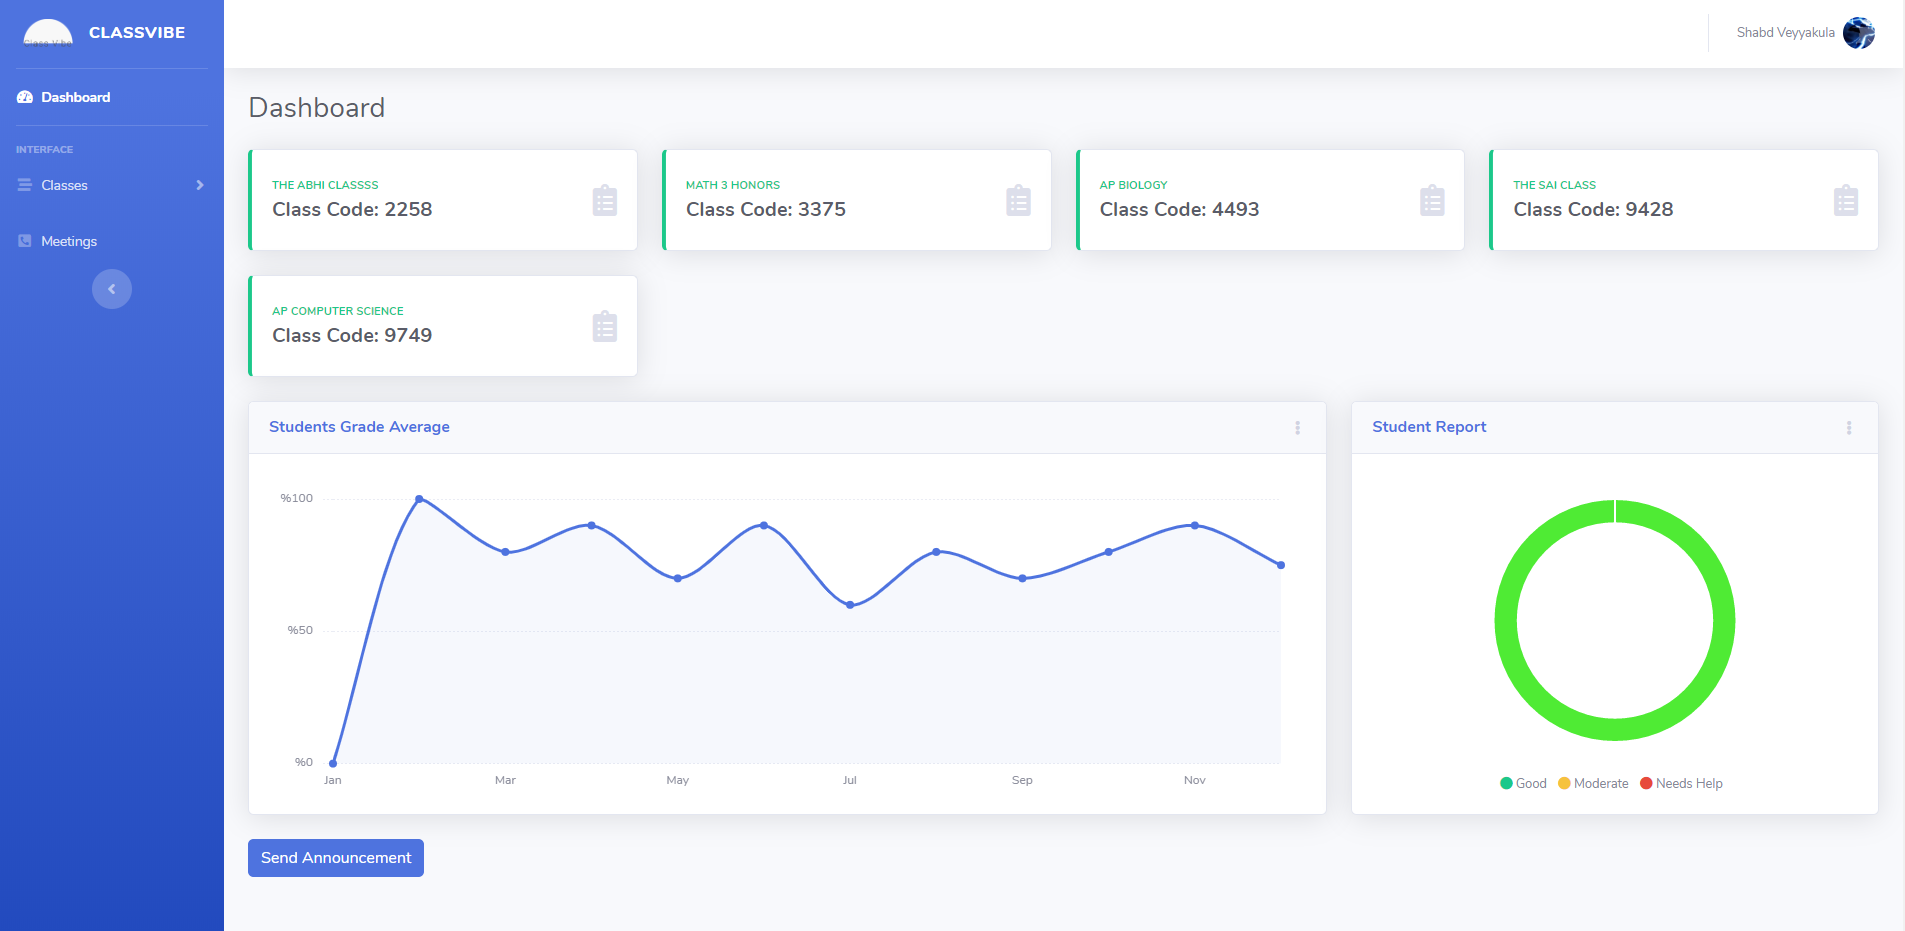 Class Vibe
CLASSVIBE
Shabd Veyyakula
Dashboard
INTERFACE
Classes
Meetings
Dashboard
THE ABHI CLASSSS
Class Code: 2258
MATH 3 HONORS
Class Code: 3375
AP BIOLOGY
Class Code: 4493
THE SAI CLASS
Class Code: 9428
AP COMPUTER SCIENCE
Class Code: 9749
Students Grade Average
%100
%50
%0
Jan Mar May Jul Sep Nov
Student Report
Good Moderate Needs Help
Send Announcement